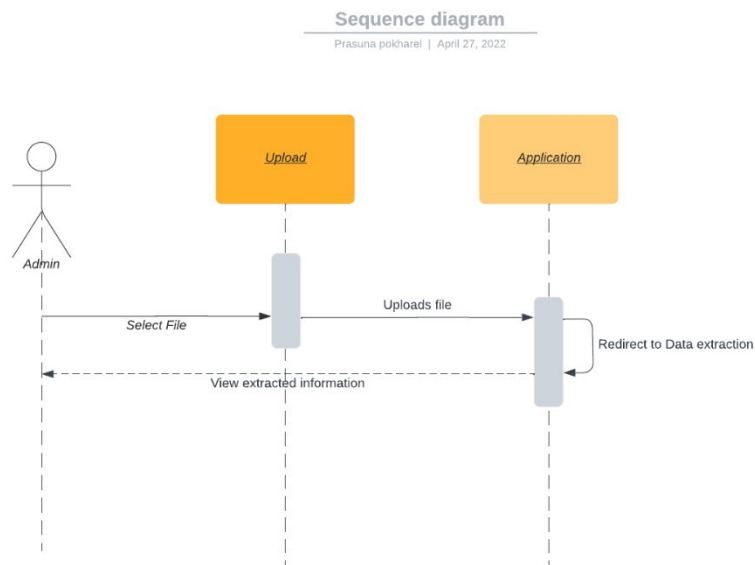 Sequence diagram
Prasuna pokharel | April 27, 2022
Upload
Application
Admin
Uploads file
Select File
Redirect to Data extraction
View extracted information